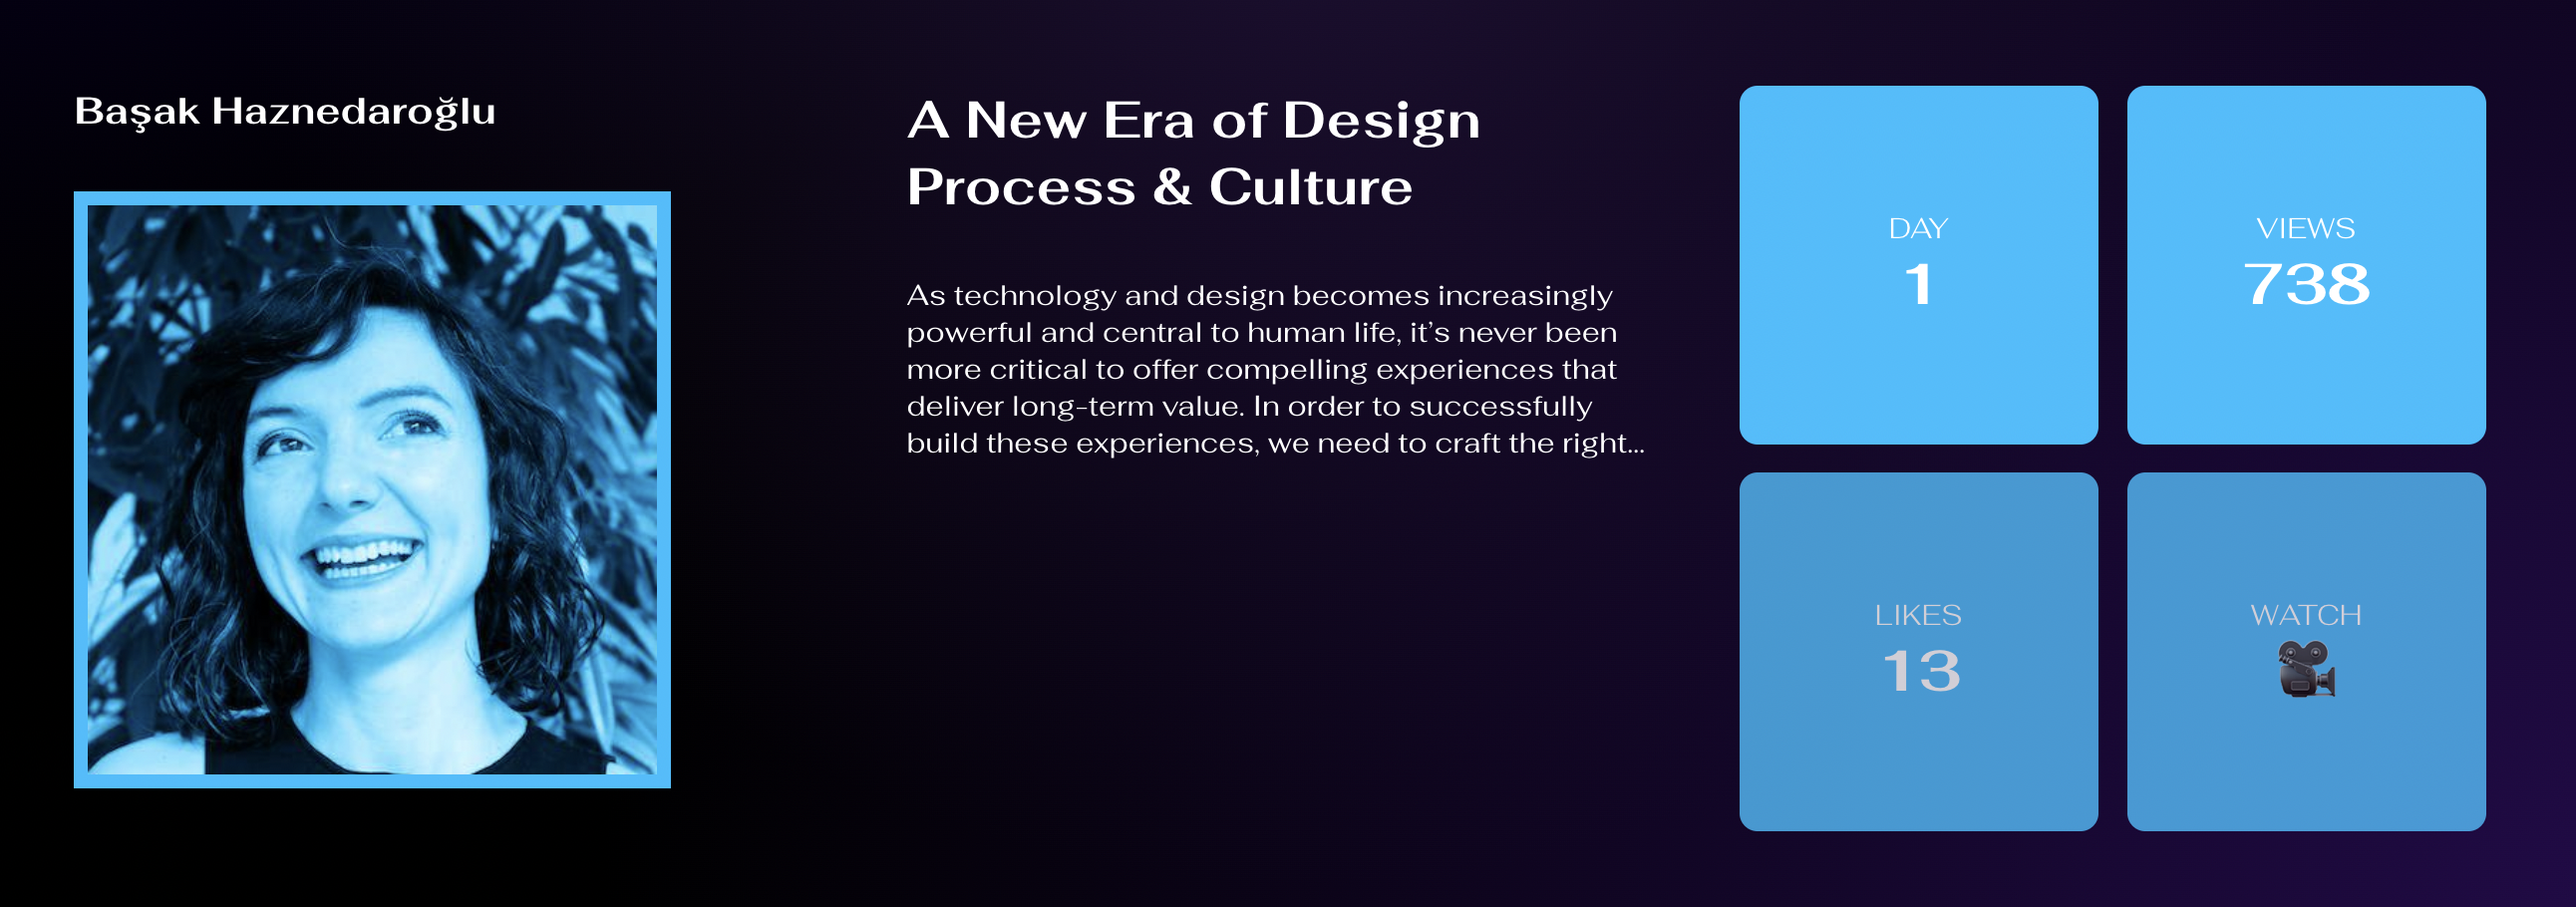 Başak Haznedaroğlu
A New Era of Design
Process & Culture
As technology and design becomes increasingly
powerful and central to human life, it’s never been
more critical to offer compelling experiences that
deliver long-term value. In order to successfully
build these experiences, we need to craft the right...
DAY
1
VIEWS
738
LIKES
13
WATCH